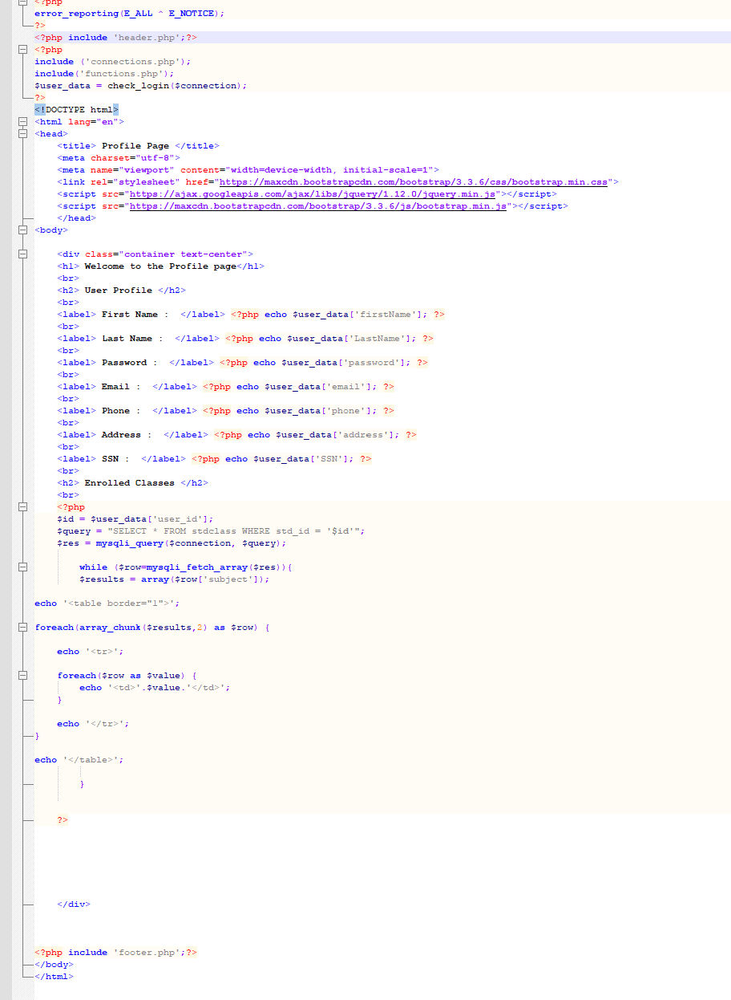 <?php
error_reporting(E_ALL ^ E_NOTICE);
?>
<?php include 'header.php';?>
<?php
include ('connections.php');
include('functions.php');
$user_data = check_login($connection);
?>
<!DOCTYPE html>
<html lang="en">
<head>
    <title> Profile Page </title>
    <meta charset="utf-8">
    <meta name="viewport" content="width=device-width, initial-scale=1">
    <link rel="stylesheet" href="https://maxcdn.bootstrapcdn.com/bootstrap/3.3.6/css/bootstrap.min.css">
    <script src="https://ajax.googleapis.com/ajax/libs/jquery/1.12.0/jquery.min.js"></script>
    <script src="https://maxcdn.bootstrapcdn.com/bootstrap/3.3.6/js/bootstrap.min.js"></script>
    </head>
<body>
    <div class="container text-center">
    <h1> Welcome to the Profile page</h1>
    <br>
    <h2> User Profile </h2>
    <br>
    <label> First Name :  </label> <?php echo $user_data['firstName']; ?>
    <br>
    <label> Last Name :  </label> <?php echo $user_data['LastName']; ?>
    <br>
    <label> Password :  </label> <?php echo $user_data['password']; ?>
    <br>
    <label> Email :  </label> <?php echo $user_data['email']; ?>
    <br>
    <label> Phone :  </label> <?php echo $user_data['phone']; ?>
    <br>
    <label> Address :  </label> <?php echo $user_data['address']; ?>
    <br>
    <label> SSN :  </label> <?php echo $user_data['SSN']; ?>
    <br>
    <h2> Enrolled Classes </h2>
    <br>
    <?php
    $id = $user_data['user_id'];
    $query = "SELECT * FROM stdclass WHERE std_id = '$id'";
    $res = mysqli_query($connection, $query);
        while ($row=mysqli_fetch_array($res)){
        $results = array($row['subject']);
echo '<table border="1">';
foreach(array_chunk($results,2) as $row) {
    echo '<tr>';
    foreach($row as $value) {
        echo '<td>'.$value.'</td>';
    }
    echo '</tr>';
}
echo '</table>';
        }
    ?>
    </div>
<?php include 'footer.php';?>
</body>
</html>